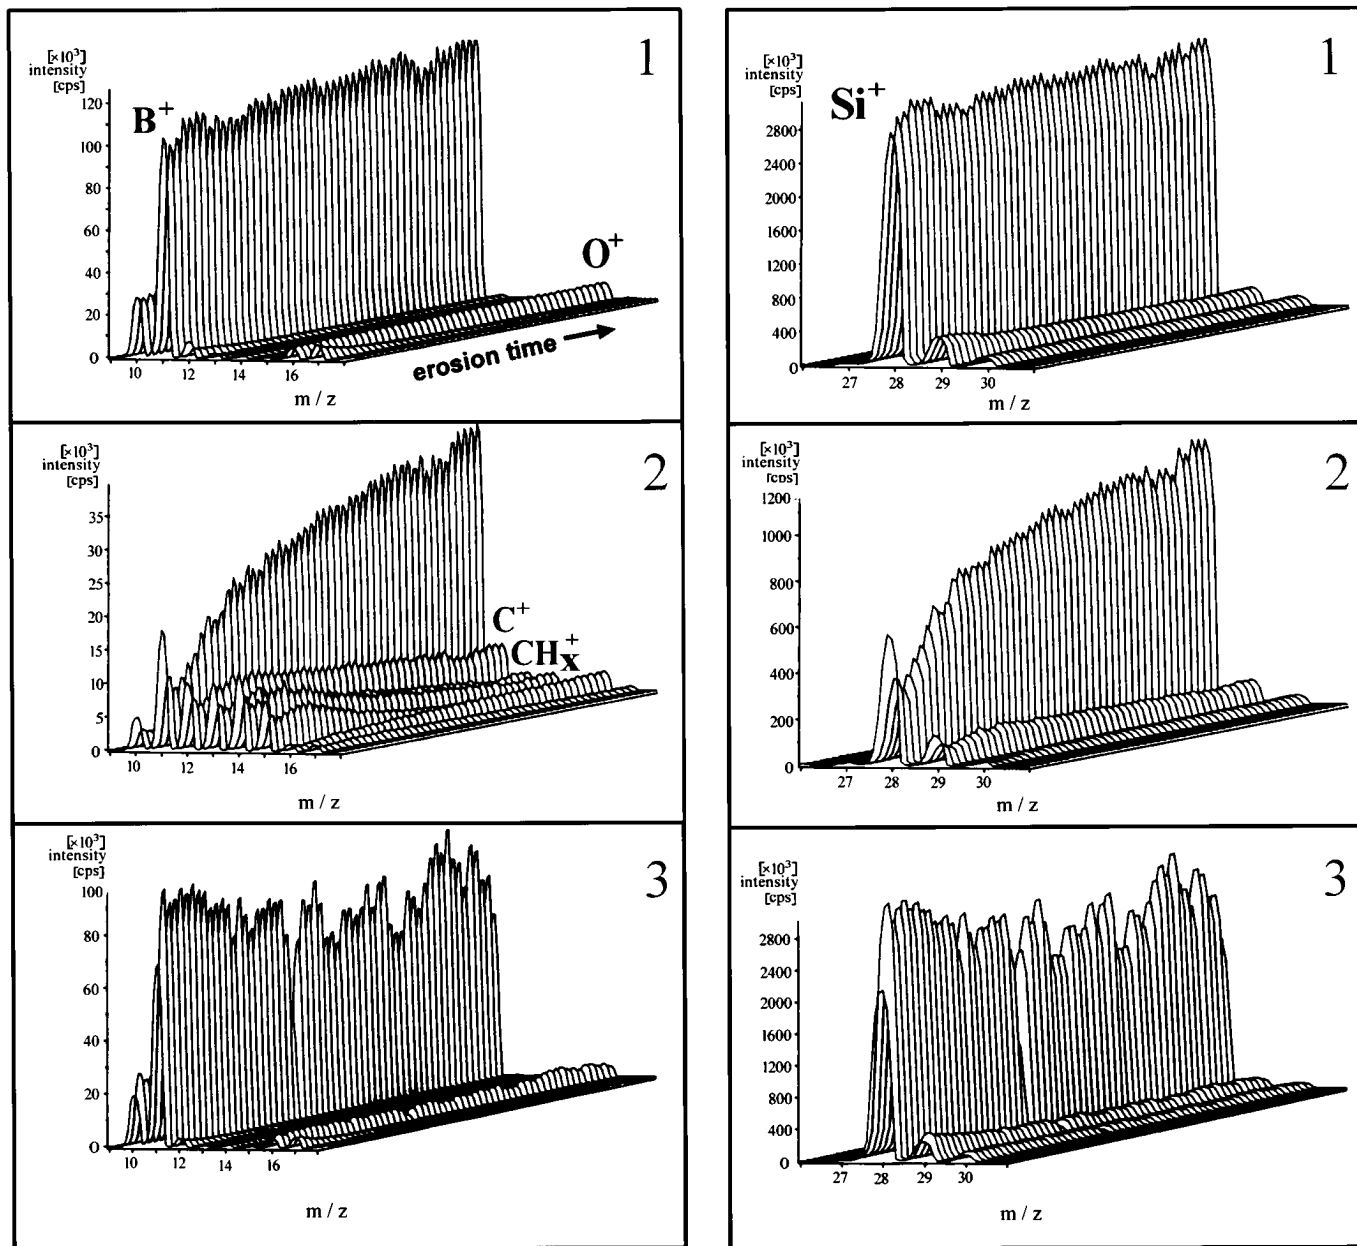 [×10³]
intensity
[cps]
1
B⁺
120
100
80
60
40
20
0
O⁺
erosion time
10 12 14 16
m / z
[×10³]
intensity
[cps]
1
Si⁺
2800
2400
2000
1600
1200
800
400
0
27 28 29 30
m / z
[×10³]
intensity
[cps]
2
35
30
25
20
15
10
5
0
C⁺
CHₓ⁺
10 12 14 16
m / z
[×10³]
intensity
[cps]
2
1200
1000
800
600
400
200
0
27 28 29 30
m / z
[×10³]
intensity
[cps]
3
100
80
60
40
20
0
10 12 14 16
m / z
[×10³]
intensity
[cps]
3
2800
2400
2000
1600
1200
800
400
0
27 28 29 30
m / z